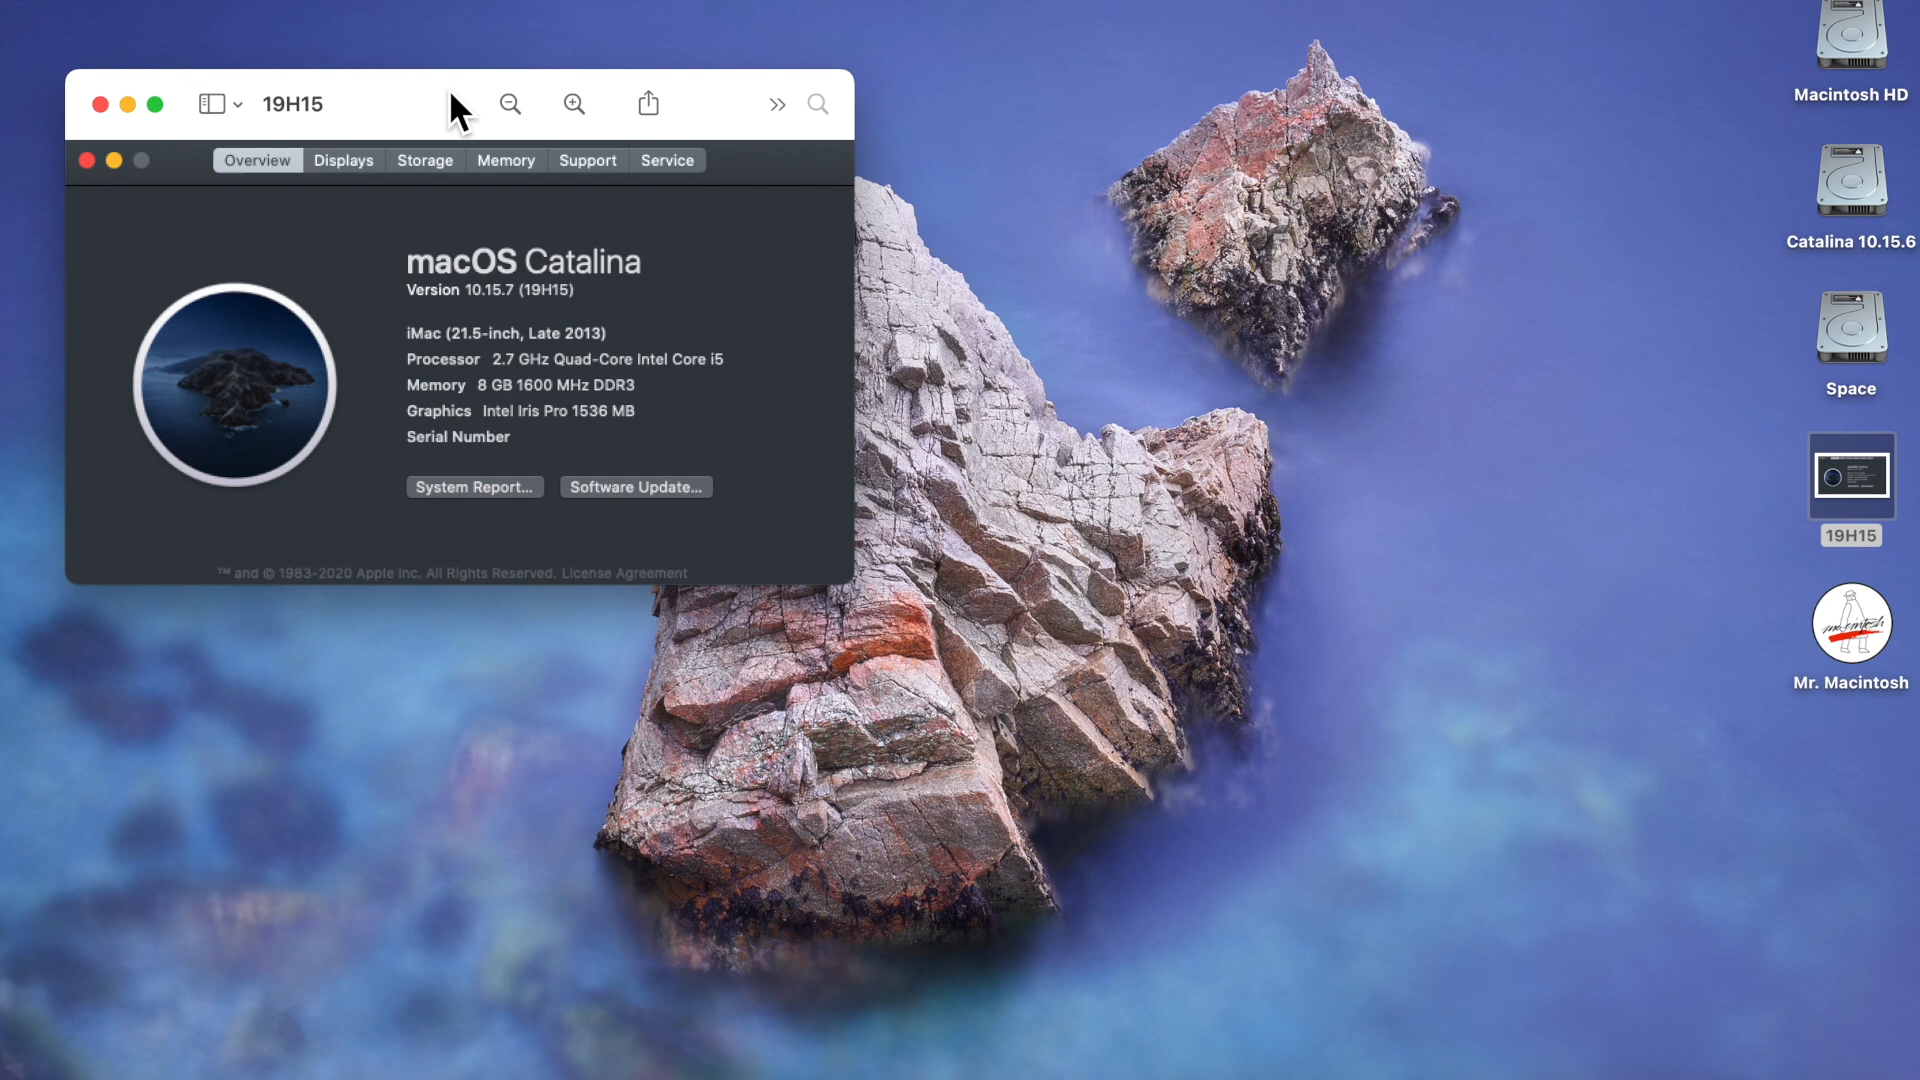 19H15
Overview Displays Storage Memory Support Service
macOS Catalina
Version 10.15.7 (19H15)
iMac (21.5-inch, Late 2013)
Processor 2.7 GHz Quad-Core Intel Core i5
Memory 8 GB 1600 MHz DDR3
Graphics Intel Iris Pro 1536 MB
Serial Number
System Report... Software Update...
™ and © 1983-2020 Apple Inc. All Rights Reserved. License Agreement
Macintosh HD
Catalina 10.15.6
Space
19H15
macintosh
Mr. Macintosh